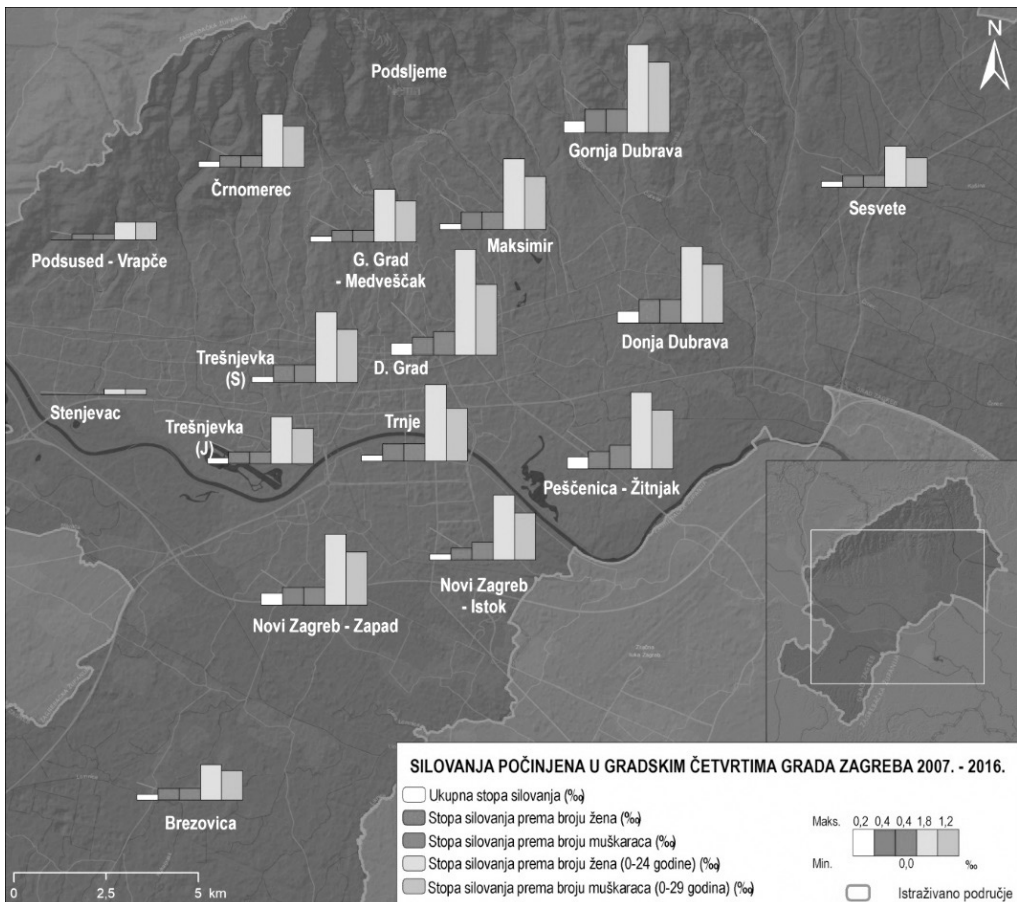 N
Podsljeme
Gornja Dubrava
Črnomerec
Sesvete
Maksimir
Podsused - Vrapče
G. Grad
- Medveščak
Donja Dubrava
Trešnjevka
(S)
D. Grad
Stenjevac
Trešnjevka
(J)
Trnje
Peščenica - Žitnjak
Novi Zagreb
- Istok
Novi Zagreb - Zapad
Brezovica
SILOVANJA POČINJENA U GRADSKIM ČETVRTIMA GRADA ZAGREBA 2007. - 2016.
Ukupna stopa silovanja (‰)
Stopa silovanja prema broju žena (‰)
Stopa silovanja prema broju muškaraca (‰)
Stopa silovanja prema broju žena (0-24 godine) (‰)
Stopa silovanja prema broju muškaraca (0-29 godina) (‰)
Maks. 0,2 0,4 0,4 1,8 1,2
Min. 0,0 ‰
Istraživano područje
0 2,5 5 km